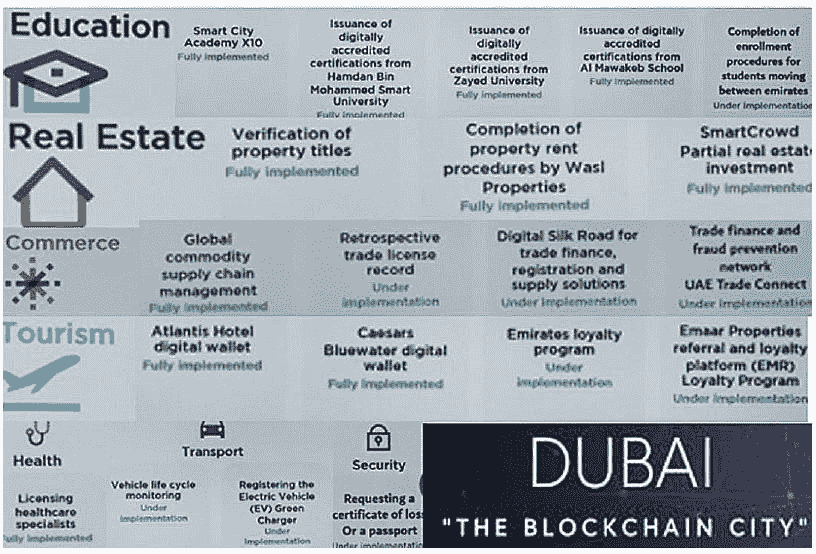 Education
Smart City
Academy X10
Fully implemented
Issuance of
digitally
accredited
certifications from
Hamdan Bin
Mohammed Smart
University
Fully implemented
Issuance of
digitally
accredited
certifications from
Zayed University
Fully implemented
Issuance of digitally
accredited
certifications from
Al Mawakeb School
Fully implemented
Completion of
enrollment
procedures for
students moving
between emirates
Under implementation
Real Estate
Verification of
property titles
Fully implemented
Completion of
property rent
procedures by Wasl
Properties
Fully implemented
SmartCrowd
Partial real estat
investment
Fully implemented
Commerce
Global
commodity
supply chain
management
Fully implemented
Retrospective
trade license
record
Under
implementation
Digital Silk Road for
trade finance,
registration and
supply solutions
Under implementation
Trade finance and
fraud prevention
network
UAE Trade Connect
Under implementation
Tourism
Atlantis Hotel
digital wallet
Fully implemented
Caesars
Bluewater digital
wallet
Fully implemented
Emirates loyalty
program
Under
implementation
Emaar Properties
referral and loyalty
platform (EMR)
Loyalty Program
Under implementation
Health
Licensing
healthcare
specialists
Fully implemented
Transport
Vehicle life cycle
monitoring
Under
implementation
Registering the
Electric Vehicle
(EV) Green
Charger
Under
implementation
Security
Requesting a
certificate of loss
Or a passport
Under implementation
DUBAI
"THE BLOCKCHAIN CITY"